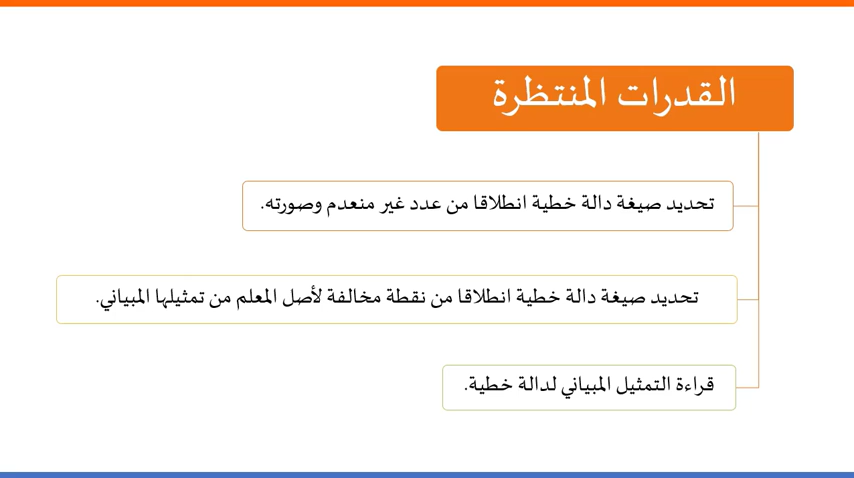 القدرات المنتظرة
تحديد صيغة دالة خطية انطلاقا من عدد غير منعدم وصورته.
تحديد صيغة دالة خطية انطلاقا من نقطة مخالفة لأصل المعلم من تمثيلها المبياني.
قراءة التمثيل المبياني لدالة خطية.